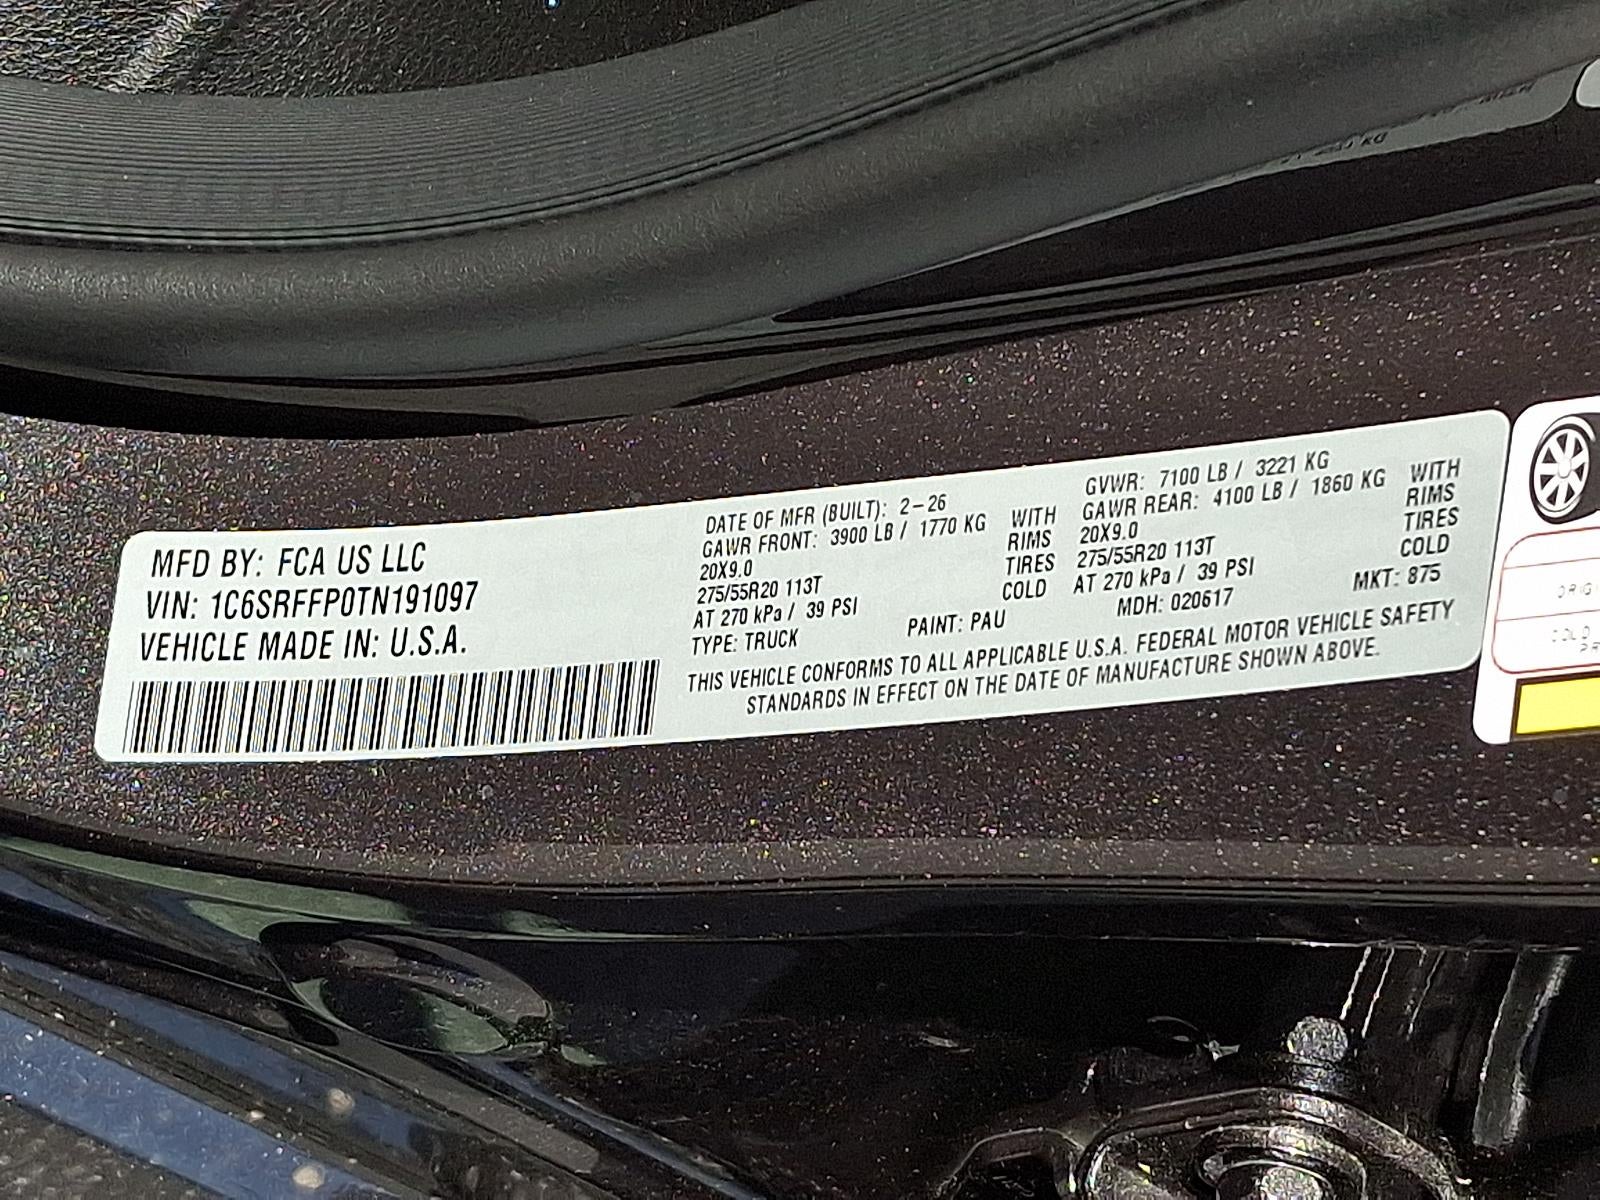 MFD BY: FCA US LLC
VIN: 1C6SRFFP0TN191097
VEHICLE MADE IN: U.S.A.
DATE OF MFR (BUILT): 2-26
GAWR FRONT: 3900 LB / 1770 KG WITH
20X9.0 RIMS
275/55R20 113T TIRES
AT 270 kPa / 39 PSI COLD
TYPE: TRUCK PAINT: PAU
GVWR: 7100 LB / 3221 KG
GAWR REAR: 4100 LB / 1860 KG WITH
20X9.0 RIMS
275/55R20 113T TIRES
AT 270 kPa / 39 PSI COLD
MDH: 020617 MKT: 875
THIS VEHICLE CONFORMS TO ALL APPLICABLE U.S.A. FEDERAL MOTOR VEHICLE SAFETY
STANDARDS IN EFFECT ON THE DATE OF MANUFACTURE SHOWN ABOVE.